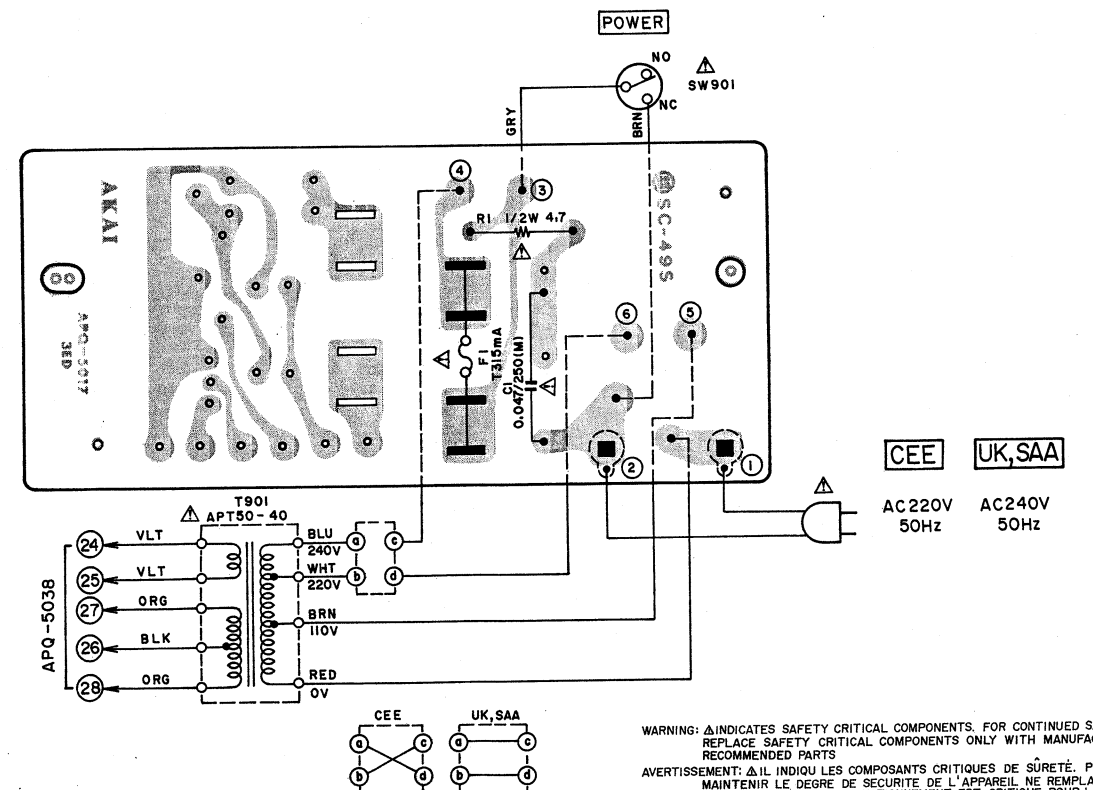 POWER
NO
SW901
NC
GRY
BRN
4
3
AKAI
R1 1/2W 4.7
SC-49S
6
5
APQ-5017
3ED
F1
T315mA
C1
0.047/250(M)
2
1
CEE
UK,SAA
AC220V
50Hz
AC240V
50Hz
T901
APT50-40
24
VLT
BLU
240V
a
c
25
VLT
WHT
220V
b
d
27
ORG
BRN
110V
APQ-5038
26
BLK
28
ORG
RED
0V
CEE
UK,SAA
a
c
a
c
b
d
b
d
WARNING: ⚠INDICATES SAFETY CRITICAL COMPONENTS. FOR CONTINUED S
REPLACE SAFETY CRITICAL COMPONENTS ONLY WITH MANUFA
RECOMMENDED PARTS
AVERTISSEMENT: ⚠IL INDIQU LES COMPOSANTS CRITIQUES DE SÛRETÉ. P
MAINTENIR LE DEGRE DE SECURITE DE L'APPAREIL NE REMPLA